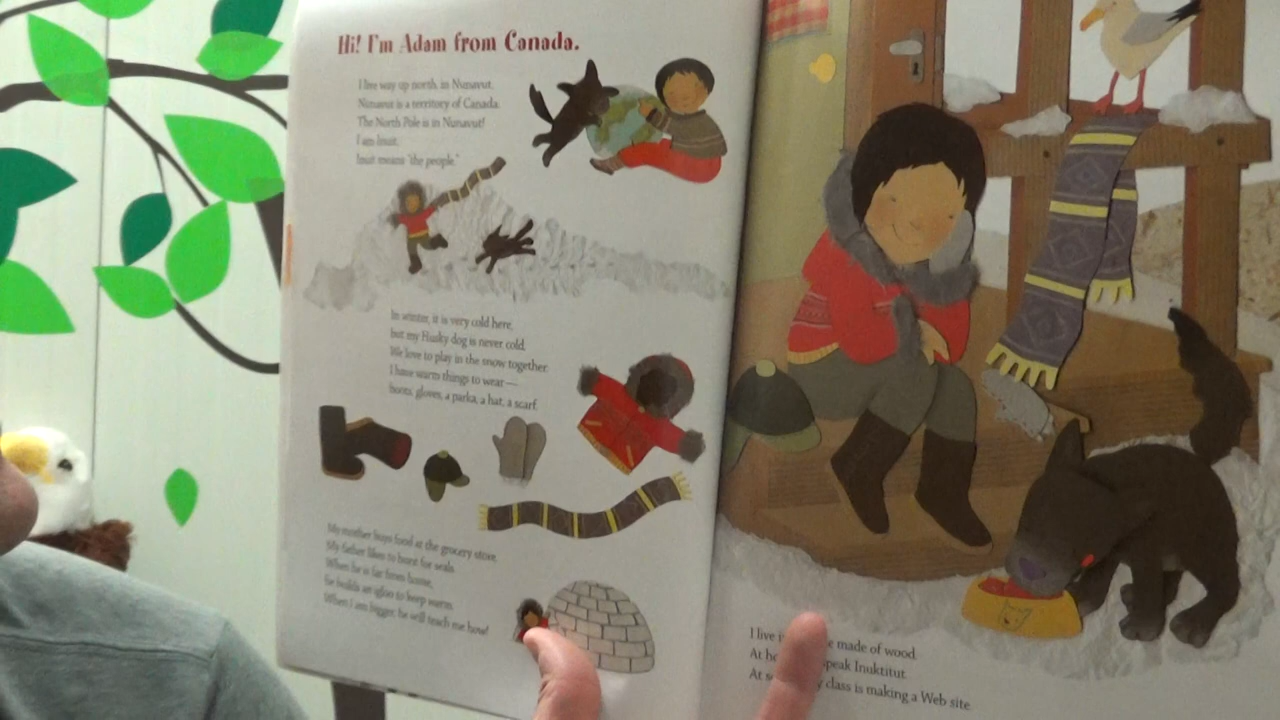 Hi! I'm Adam from Canada.
I live way up north, in Nunavut.
Nunavut is a territory of Canada.
The North Pole is in Nunavut!
I am Inuit.
Inuit means "the people."
In winter, it is very cold here,
but my Husky dog is never cold.
We love to play in the snow together.
I have warm things to wear—
boots, gloves, a parka, a hat, a scarf.
My mother buys food at the grocery store.
My father likes to hunt for seals.
When he is far from home,
he builds an igloo to keep warm.
When I am bigger, he will teach me how!
I live made of wood.
At speak Inuktitut.
At class is making a Web site